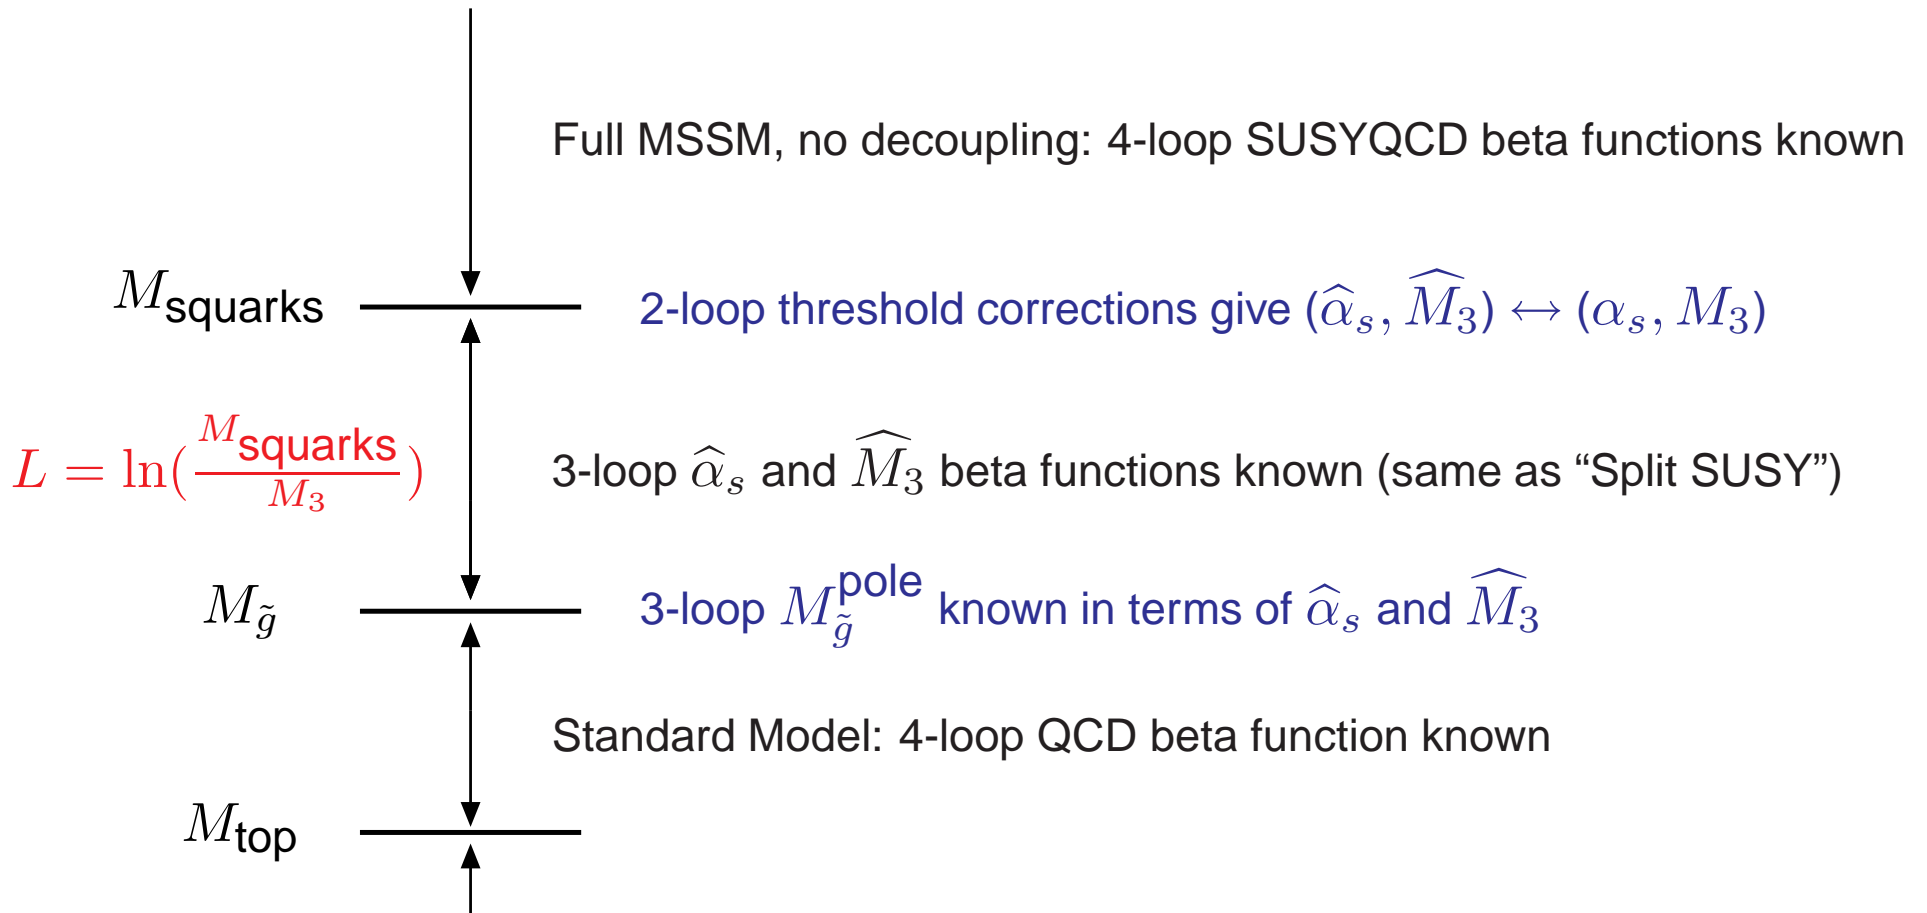 Full MSSM, no decoupling: 4-loop SUSYQCD beta functions known
M_squarks 2-loop threshold corrections give (α̂_s, M̂_3) ↔ (α_s, M_3)
L = ln(M_squarks / M_3) 3-loop α̂_s and M̂_3 beta functions known (same as “Split SUSY”)
M_g̃ 3-loop M_g̃^pole known in terms of α̂_s and M̂_3
Standard Model: 4-loop QCD beta function known
M_top